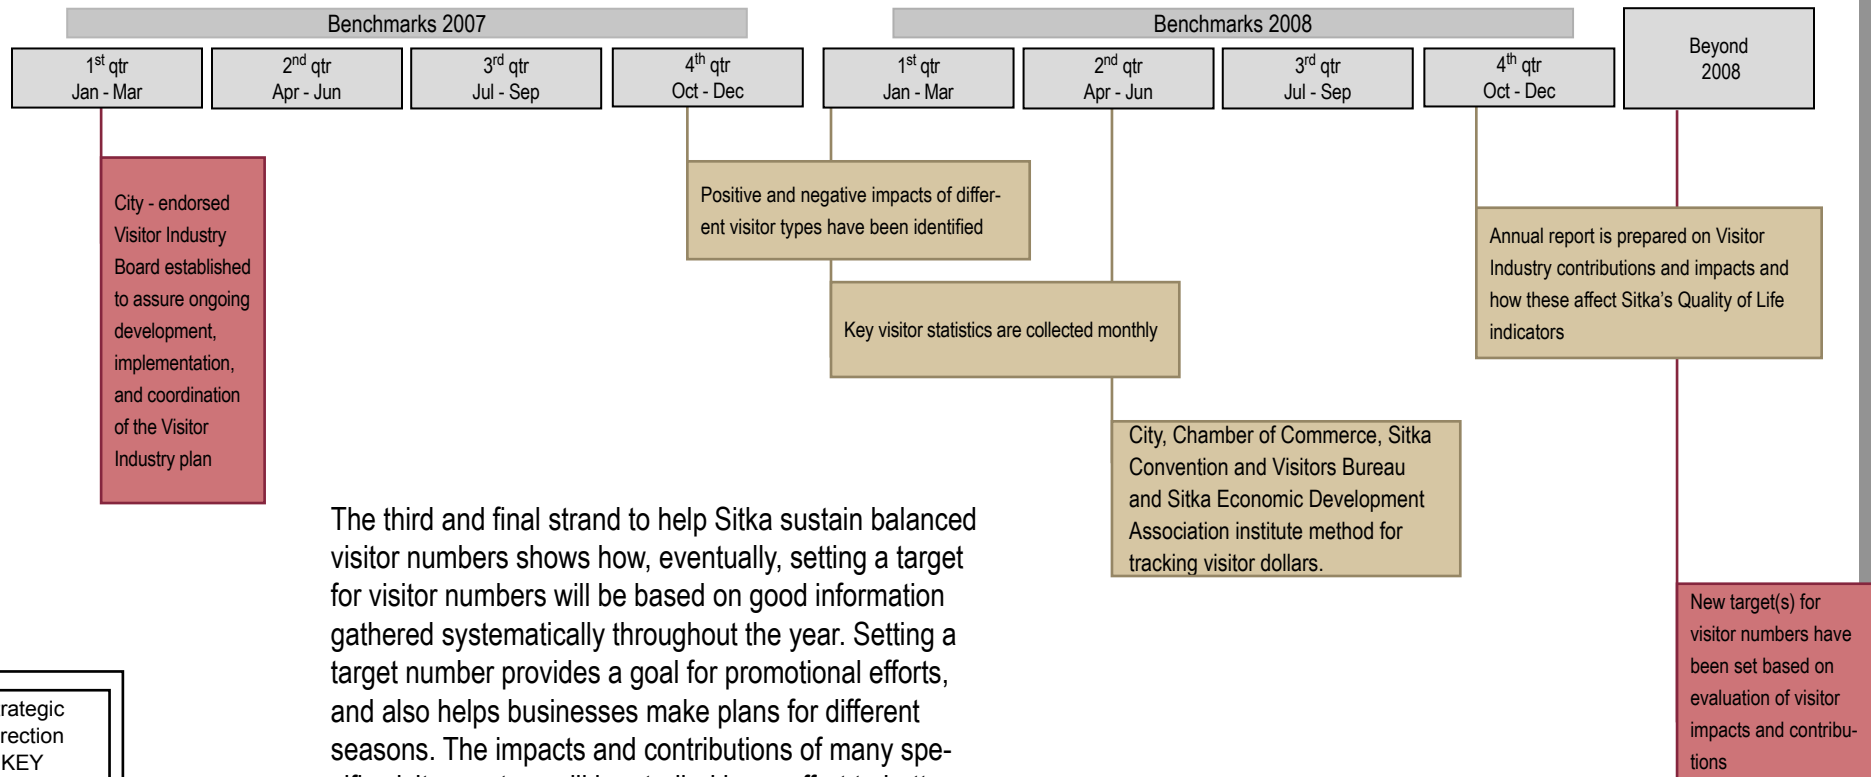 Benchmarks 2007
Benchmarks 2008
1st qtr
Jan - Mar
2nd qtr
Apr - Jun
3rd qtr
Jul - Sep
4th qtr
Oct - Dec
1st qtr
Jan - Mar
2nd qtr
Apr - Jun
3rd qtr
Jul - Sep
4th qtr
Oct - Dec
Beyond
2008
City - endorsed
Visitor Industry
Board established
to assure ongoing
development,
implementation,
and coordination
of the Visitor
Industry plan
Positive and negative impacts of differ-
ent visitor types have been identified
Key visitor statistics are collected monthly
City, Chamber of Commerce, Sitka
Convention and Visitors Bureau
and Sitka Economic Development
Association institute method for
tracking visitor dollars.
Annual report is prepared on Visitor
Industry contributions and impacts and
how these affect Sitka's Quality of Life
indicators
New target(s) for
visitor numbers have
been set based on
evaluation of visitor
impacts and contribu-
tions
The third and final strand to help Sitka sustain balanced
visitor numbers shows how, eventually, setting a target
for visitor numbers will be based on good information
gathered systematically throughout the year. Setting a
target number provides a goal for promotional efforts,
and also helps businesses make plans for different
seasons. The impacts and contributions of many spe-
rategic
rection
KEY